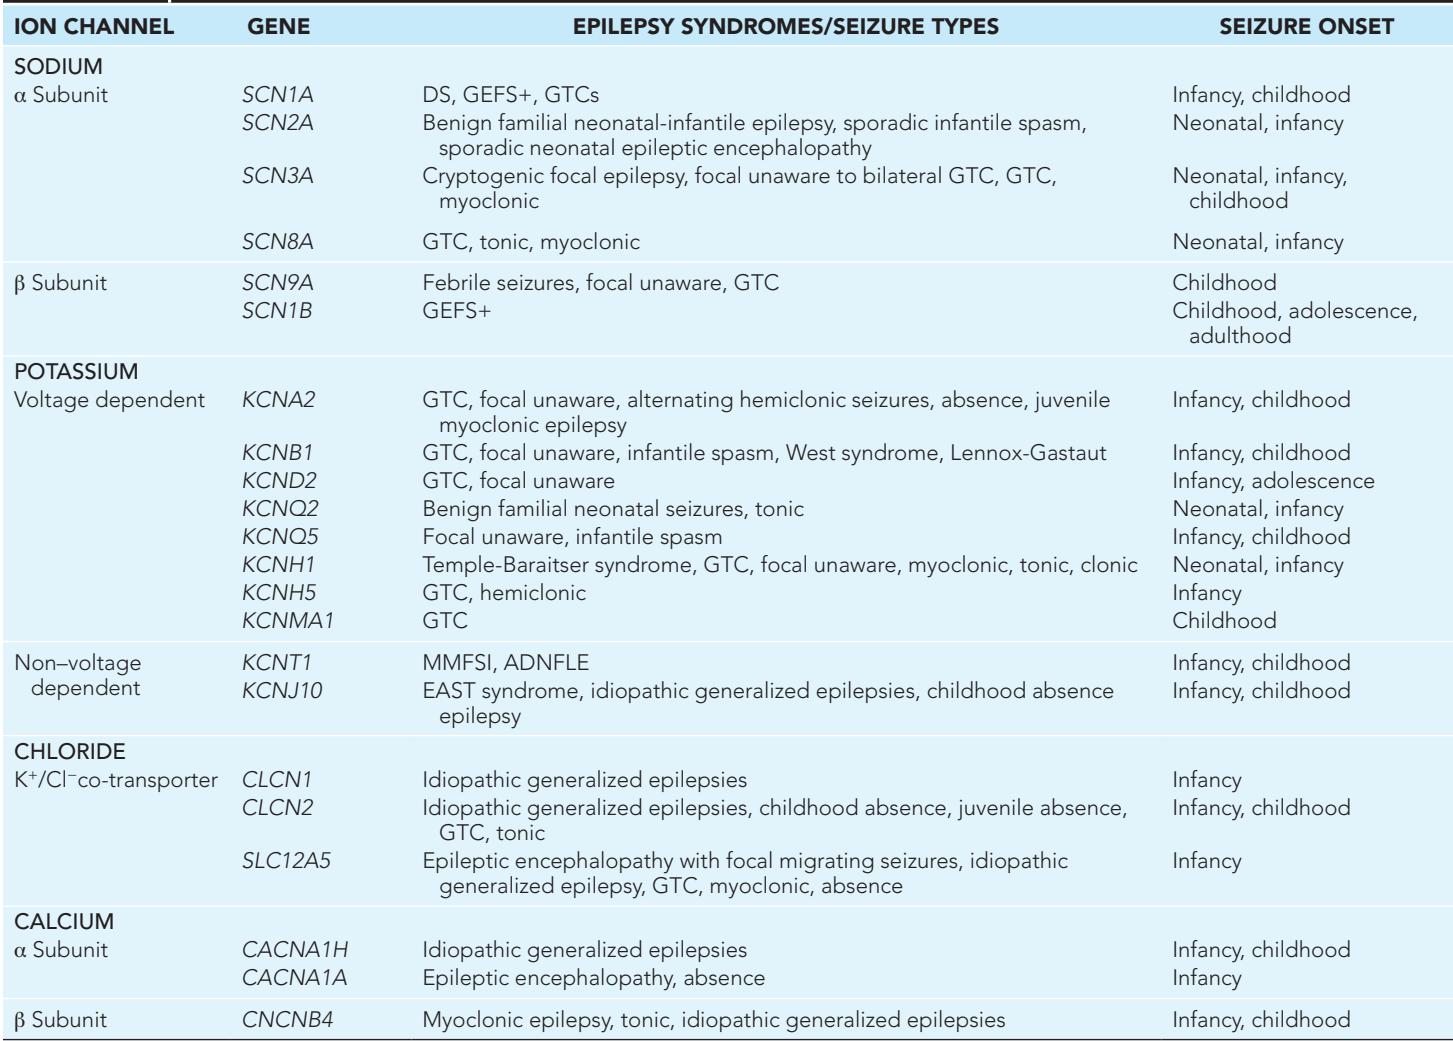 ION CHANNEL GENE EPILEPSY SYNDROMES/SEIZURE TYPES SEIZURE ONSET
SODIUM
α Subunit SCN1A DS, GEFS+, GTCs Infancy, childhood
SCN2A Benign familial neonatal-infantile epilepsy, sporadic infantile spasm, Neonatal, infancy
sporadic neonatal epileptic encephalopathy
SCN3A Cryptogenic focal epilepsy, focal unaware to bilateral GTC, GTC, Neonatal, infancy,
myoclonic childhood
SCN8A GTC, tonic, myoclonic Neonatal, infancy
β Subunit SCN9A Febrile seizures, focal unaware, GTC Childhood
SCN1B GEFS+ Childhood, adolescence,
adulthood
POTASSIUM
Voltage dependent KCNA2 GTC, focal unaware, alternating hemiclonic seizures, absence, juvenile Infancy, childhood
myoclonic epilepsy
KCNB1 GTC, focal unaware, infantile spasm, West syndrome, Lennox-Gastaut Infancy, childhood
KCND2 GTC, focal unaware Infancy, adolescence
KCNQ2 Benign familial neonatal seizures, tonic Neonatal, infancy
KCNQ5 Focal unaware, infantile spasm Infancy, childhood
KCNH1 Temple-Baraitser syndrome, GTC, focal unaware, myoclonic, tonic, clonic Neonatal, infancy
KCNH5 GTC, hemiclonic Infancy
KCNMA1 GTC Childhood
Non–voltage KCNT1 MMFSI, ADNFLE Infancy, childhood
dependent KCNJ10 EAST syndrome, idiopathic generalized epilepsies, childhood absence Infancy, childhood
epilepsy
CHLORIDE
K⁺/Cl⁻co-transporter CLCN1 Idiopathic generalized epilepsies Infancy
CLCN2 Idiopathic generalized epilepsies, childhood absence, juvenile absence, Infancy, childhood
GTC, tonic
SLC12A5 Epileptic encephalopathy with focal migrating seizures, idiopathic Infancy
generalized epilepsy, GTC, myoclonic, absence
CALCIUM
α Subunit CACNA1H Idiopathic generalized epilepsies Infancy, childhood
CACNA1A Epileptic encephalopathy, absence Infancy
β Subunit CNCNB4 Myoclonic epilepsy, tonic, idiopathic generalized epilepsies Infancy, childhood